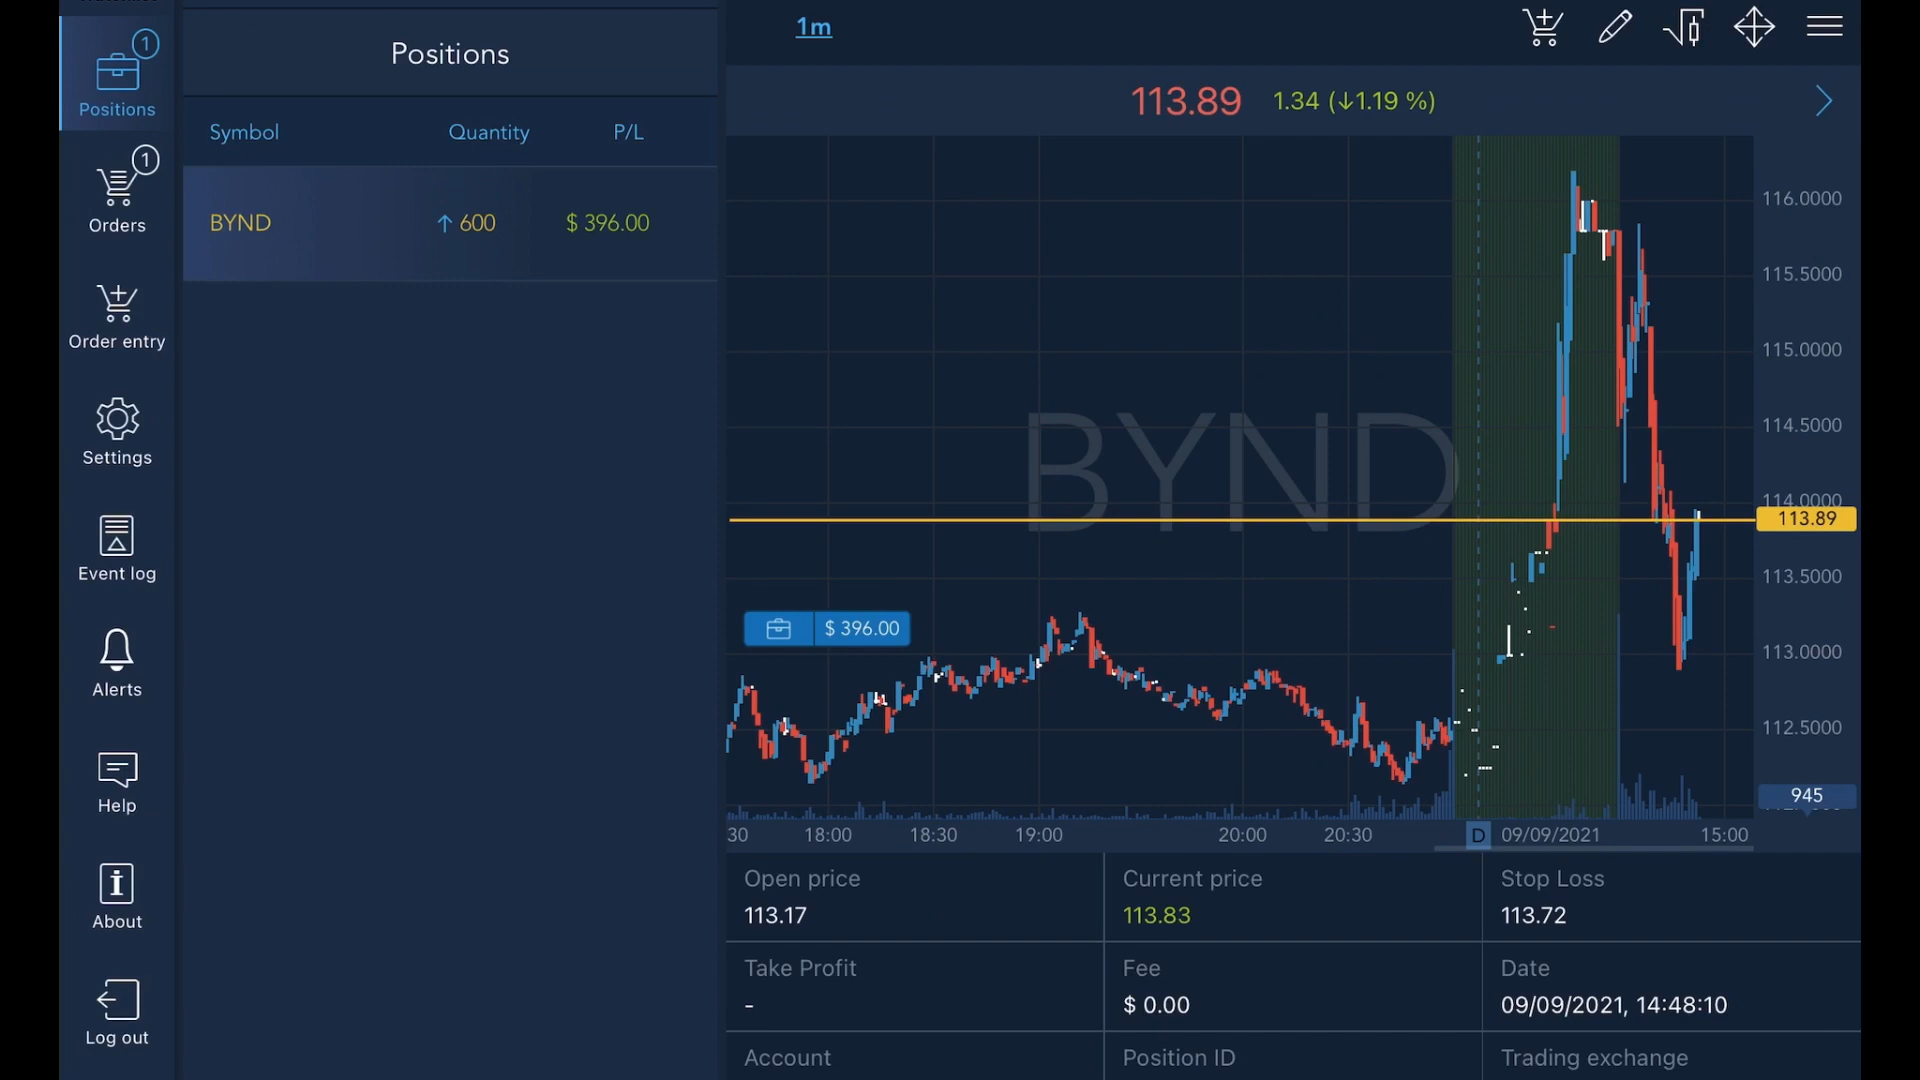 1
Positions
1
Orders
Order entry
Settings
Event log
Alerts
Help
About
Log out
Positions
Symbol Quantity P/L
BYND ↑ 600 $ 396.00
1m
113.89 1.34 (↓1.19 %)
BYND
116.0000
115.5000
115.0000
114.5000
114.0000
113.89
113.5000
113.0000
112.5000
945
$ 396.00
30 18:00 18:30 19:00 20:00 20:30 D 09/09/2021 15:00
Open price Current price Stop Loss
113.17 113.83 113.72
Take Profit Fee Date
- $ 0.00 09/09/2021, 14:48:10
Account Position ID Trading exchange